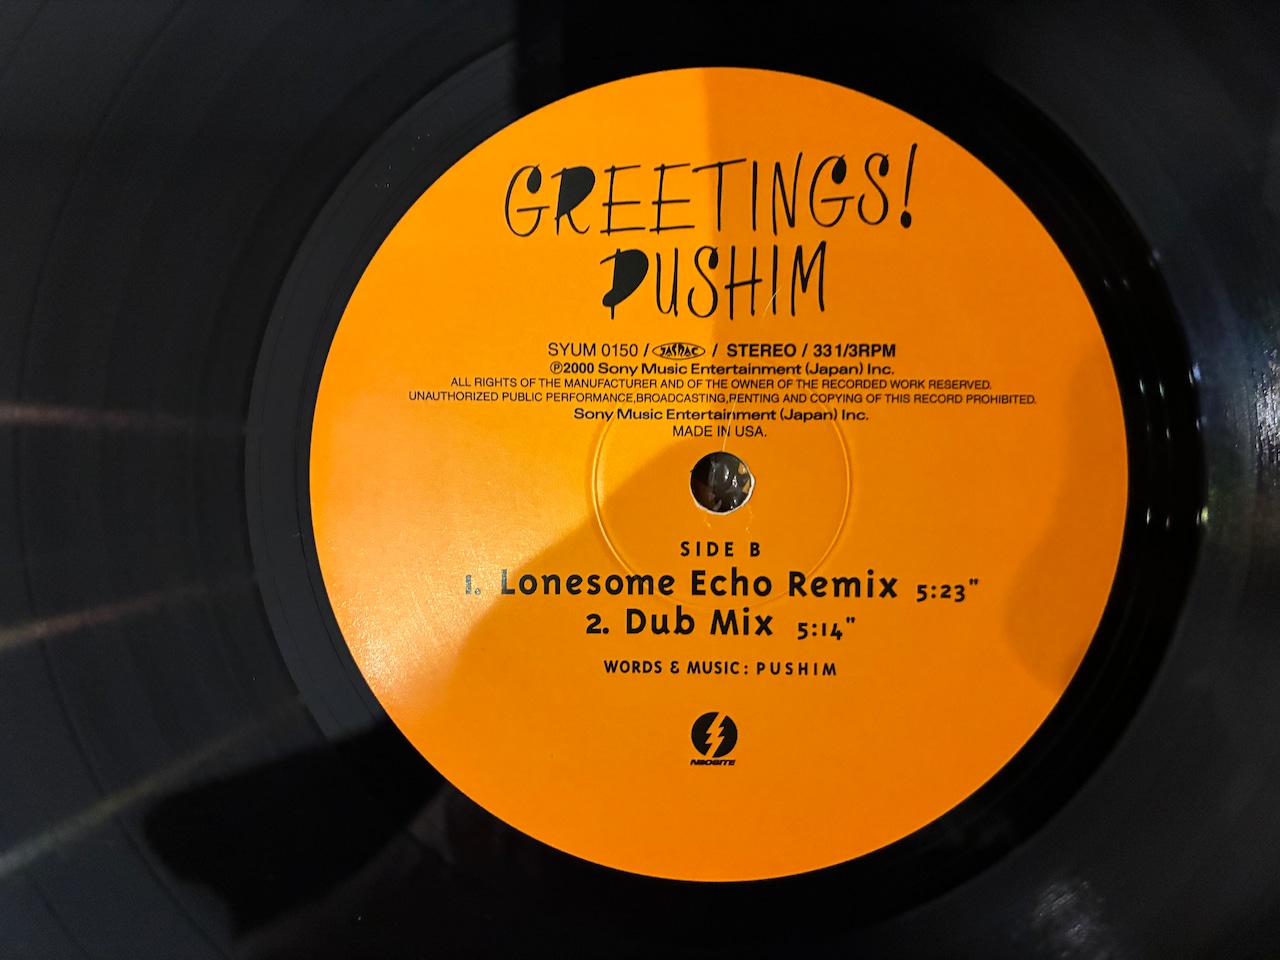 GREETINGS!
PUSHIM
SYUM 0150 / JASRAC / STEREO / 33 1/3RPM
℗2000 Sony Music Entertainment (Japan) Inc.
ALL RIGHTS OF THE MANUFACTURER AND OF THE OWNER OF THE RECORDED WORK RESERVED.
UNAUTHORIZED PUBLIC PERFORMANCE,BROADCASTING,PENTING AND COPYING OF THIS RECORD PROHIBITED.
Sony Music Entertainment (Japan) Inc.
MADE IN USA.
SIDE B
1. Lonesome Echo Remix 5:23"
2. Dub Mix 5:14"
WORDS & MUSIC: PUSHIM
NEOSITE